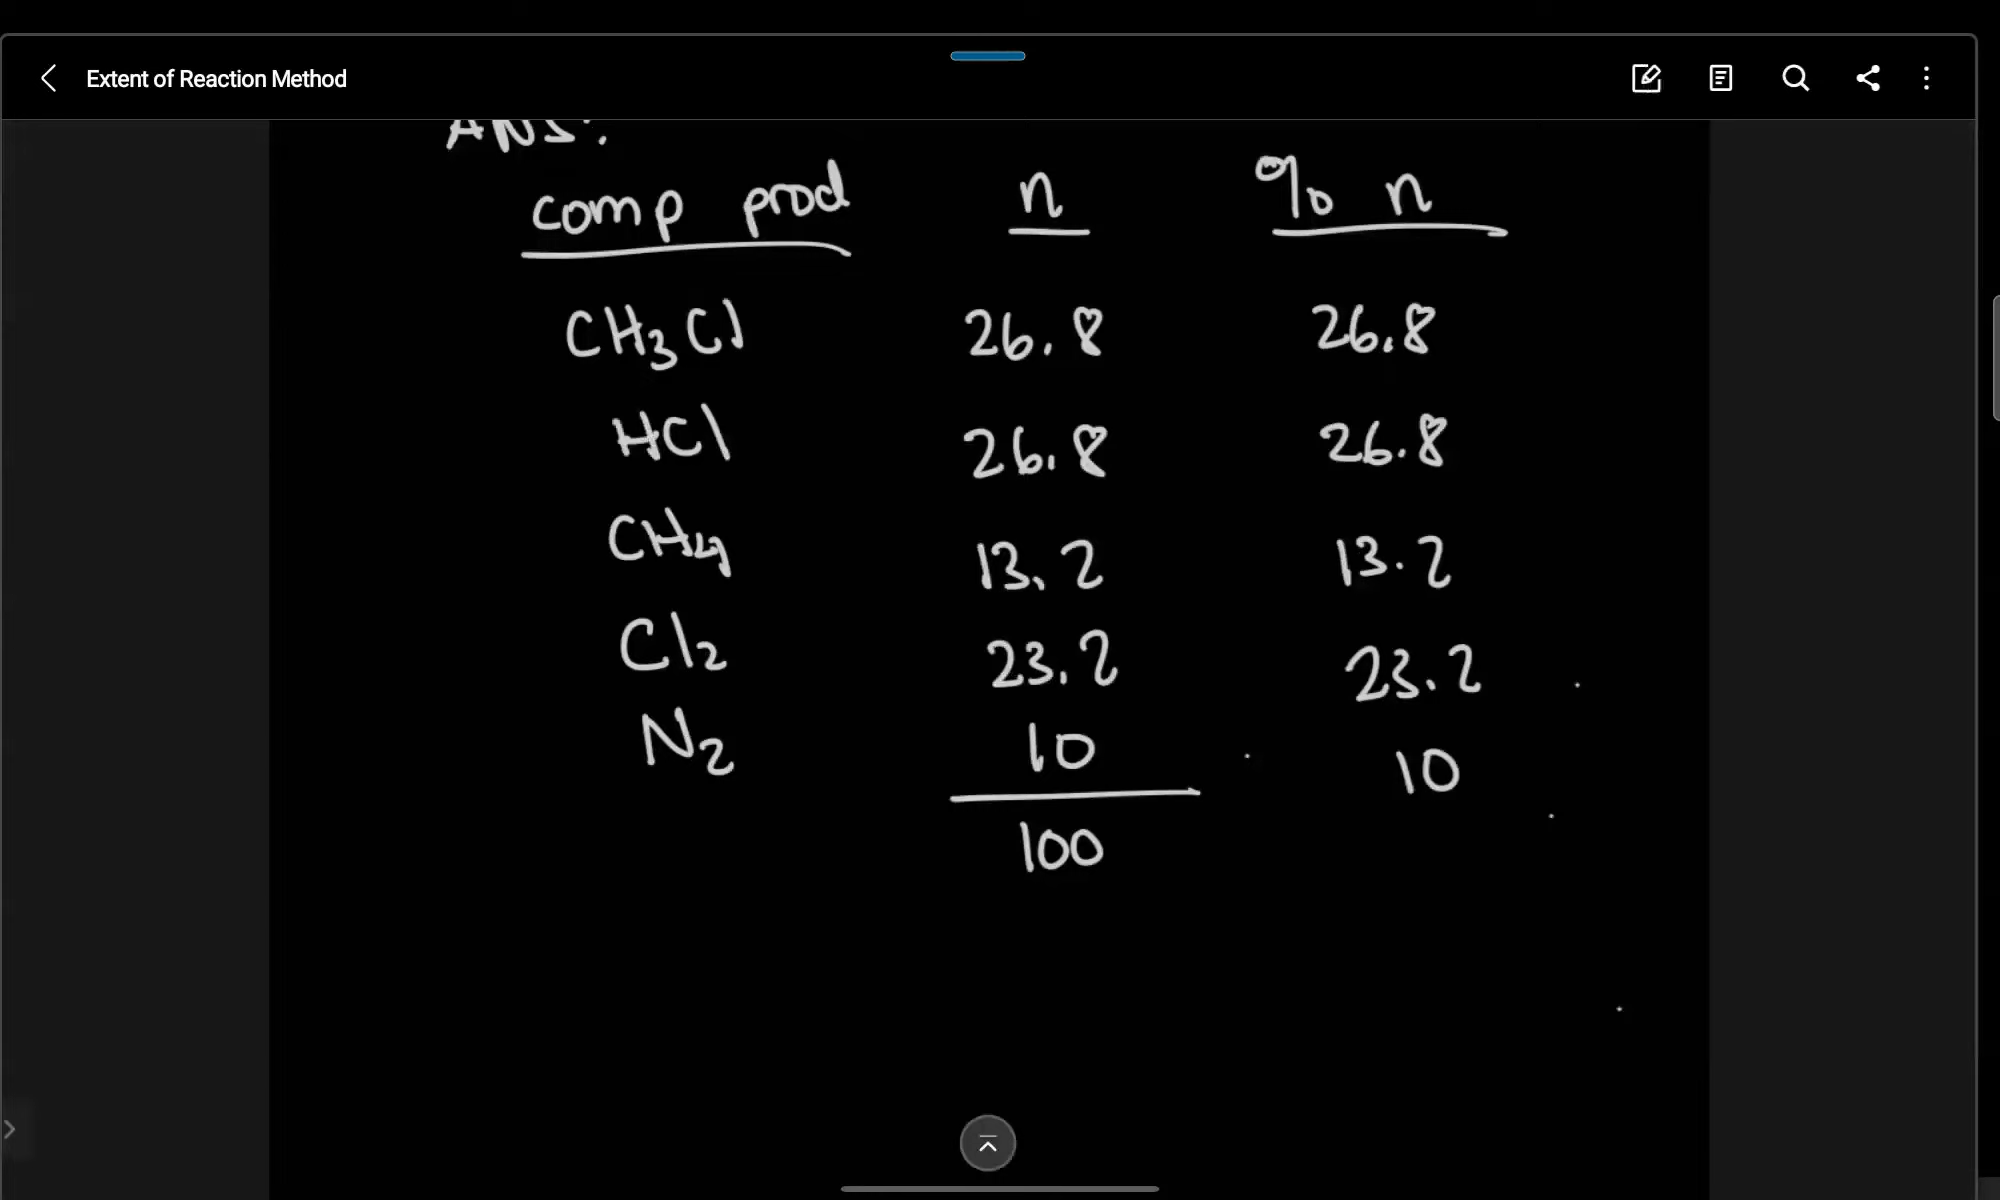 Extent of Reaction Method
ANS:
comp prod n % n
CH3Cl 26.8 26.8
HCl 26.8 26.8
CH4 13.2 13.2
Cl2 23.2 23.2
N2 10 10
100